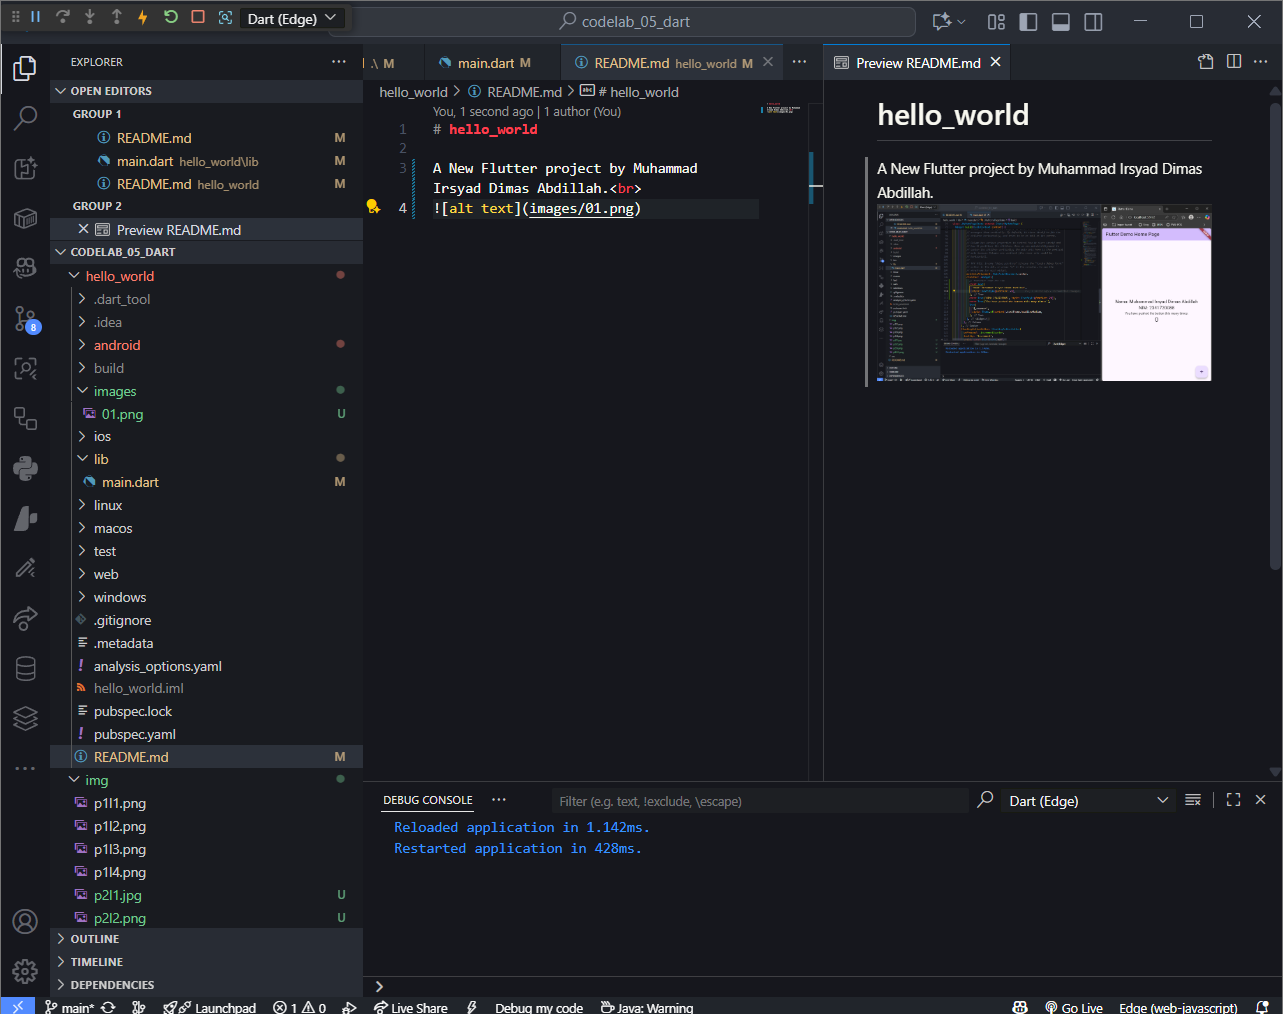 Dart (Edge)
codelab_05_dart
EXPLORER
OPEN EDITORS
GROUP 1
README.md M
main.dart hello_world\lib M
README.md hello_world M
GROUP 2
Preview README.md
CODELAB_05_DART
hello_world
.dart_tool
.idea
android
build
images
01.png U
ios
lib
main.dart M
linux
macos
test
web
windows
.gitignore
.metadata
analysis_options.yaml
hello_world.iml
pubspec.lock
pubspec.yaml
README.md M
img
p1l1.png
p1l2.png
p1l3.png
p1l4.png
p2l1.jpg U
p2l2.png U
OUTLINE
TIMELINE
DEPENDENCIES
8
.\ M
main.dart M
README.md hello_world M
hello_world > README.md > # hello_world
You, 1 second ago | 1 author (You)
1 # hello_world
2
3 A New Flutter project by Muhammad
Irsyad Dimas Abdillah.<br>
4 ![alt text](images/01.png)
Preview README.md
hello_world
A New Flutter project by Muhammad Irsyad Dimas
Abdillah.
Flutter Demo Home Page
DEBUG CONSOLE
Filter (e.g. text, !exclude, \escape)
Dart (Edge)
Reloaded application in 1.142ms.
Restarted application in 428ms.
main*
Launchpad
1
0
Live Share
Debug my code
Java: Warning
Go Live
Edge (web-javascript)